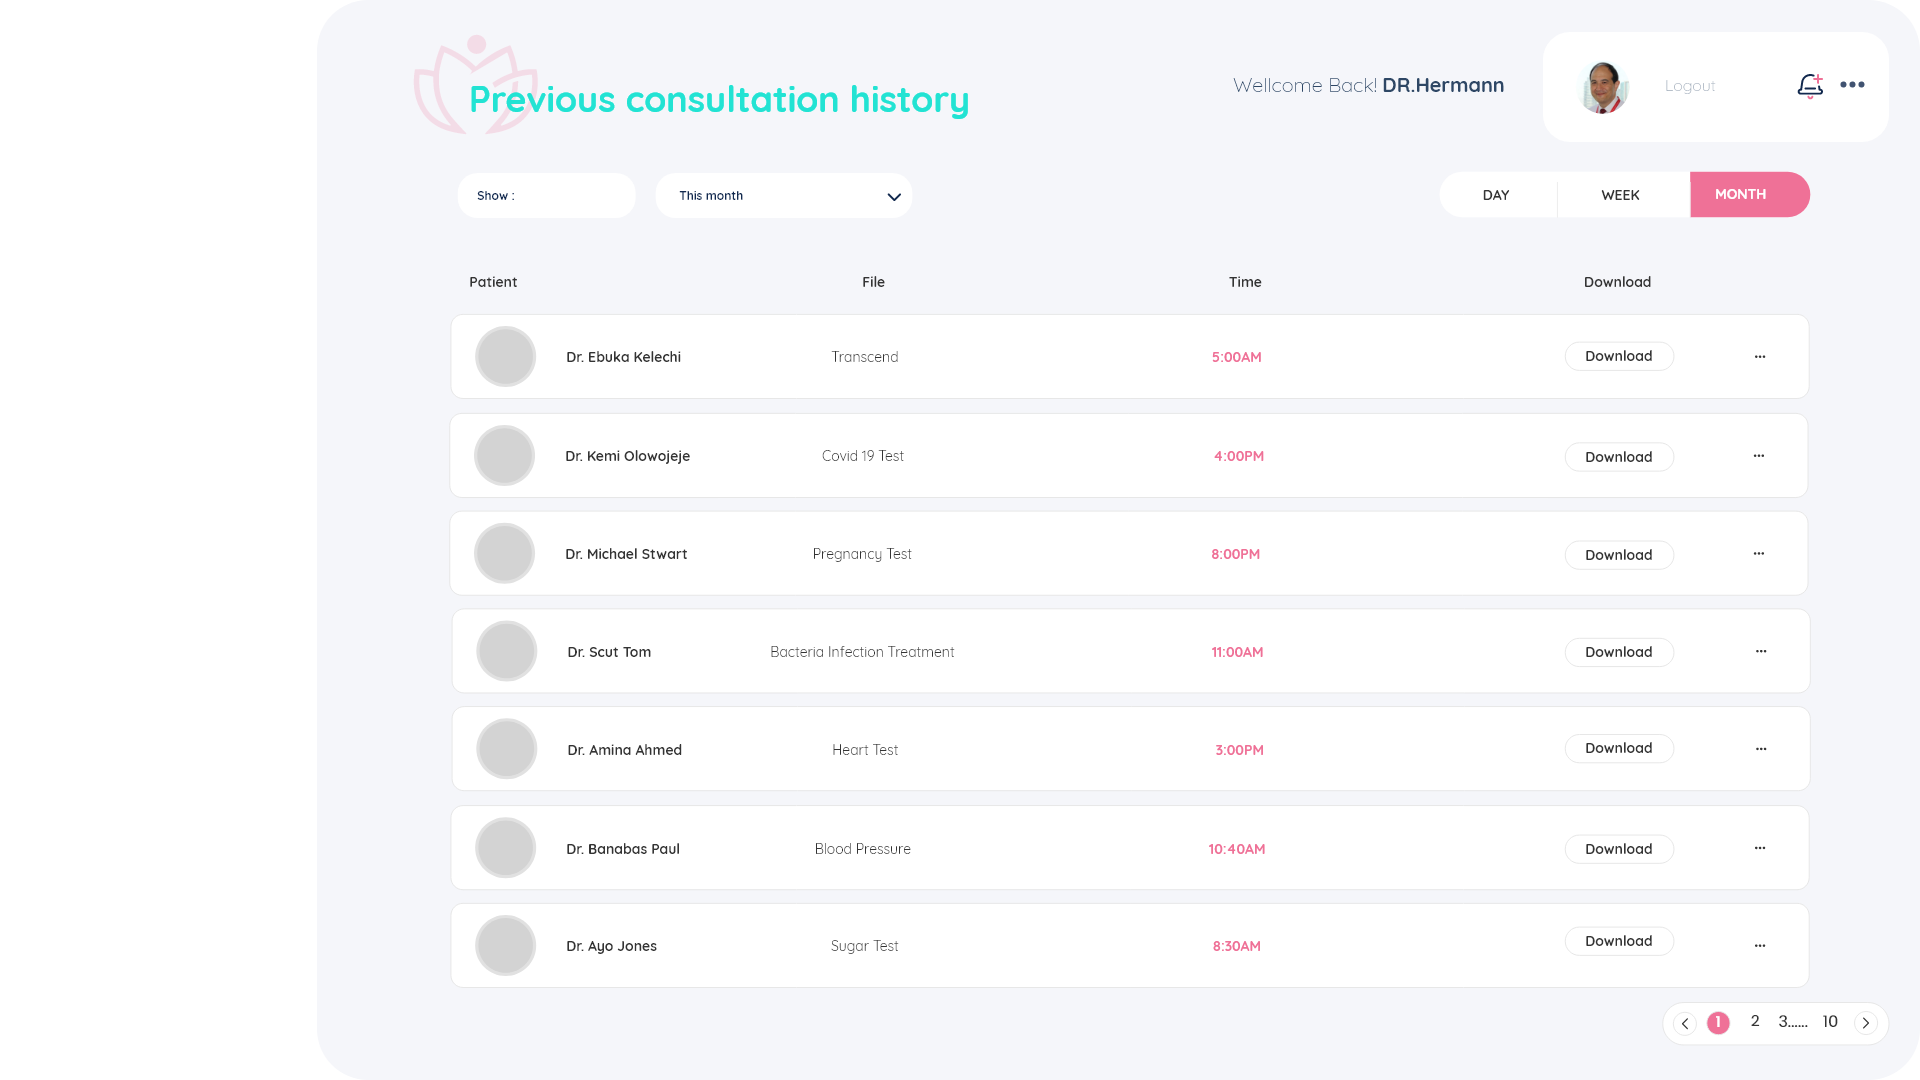 Previous consultation history
Wellcome Back! DR.Hermann
Logout
Show :
This month
DAY
WEEK
MONTH
Patient
File
Time
Download
Dr. Ebuka Kelechi
Transcend
5:00AM
Download
...
Dr. Kemi Olowojeje
Covid 19 Test
4:00PM
Download
...
Dr. Michael Stwart
Pregnancy Test
8:00PM
Download
...
Dr. Scut Tom
Bacteria Infection Treatment
11:00AM
Download
...
Dr. Amina Ahmed
Heart Test
3:00PM
Download
...
Dr. Banabas Paul
Blood Pressure
10:40AM
Download
...
Dr. Ayo Jones
Sugar Test
8:30AM
Download
...
1 2 3...... 10